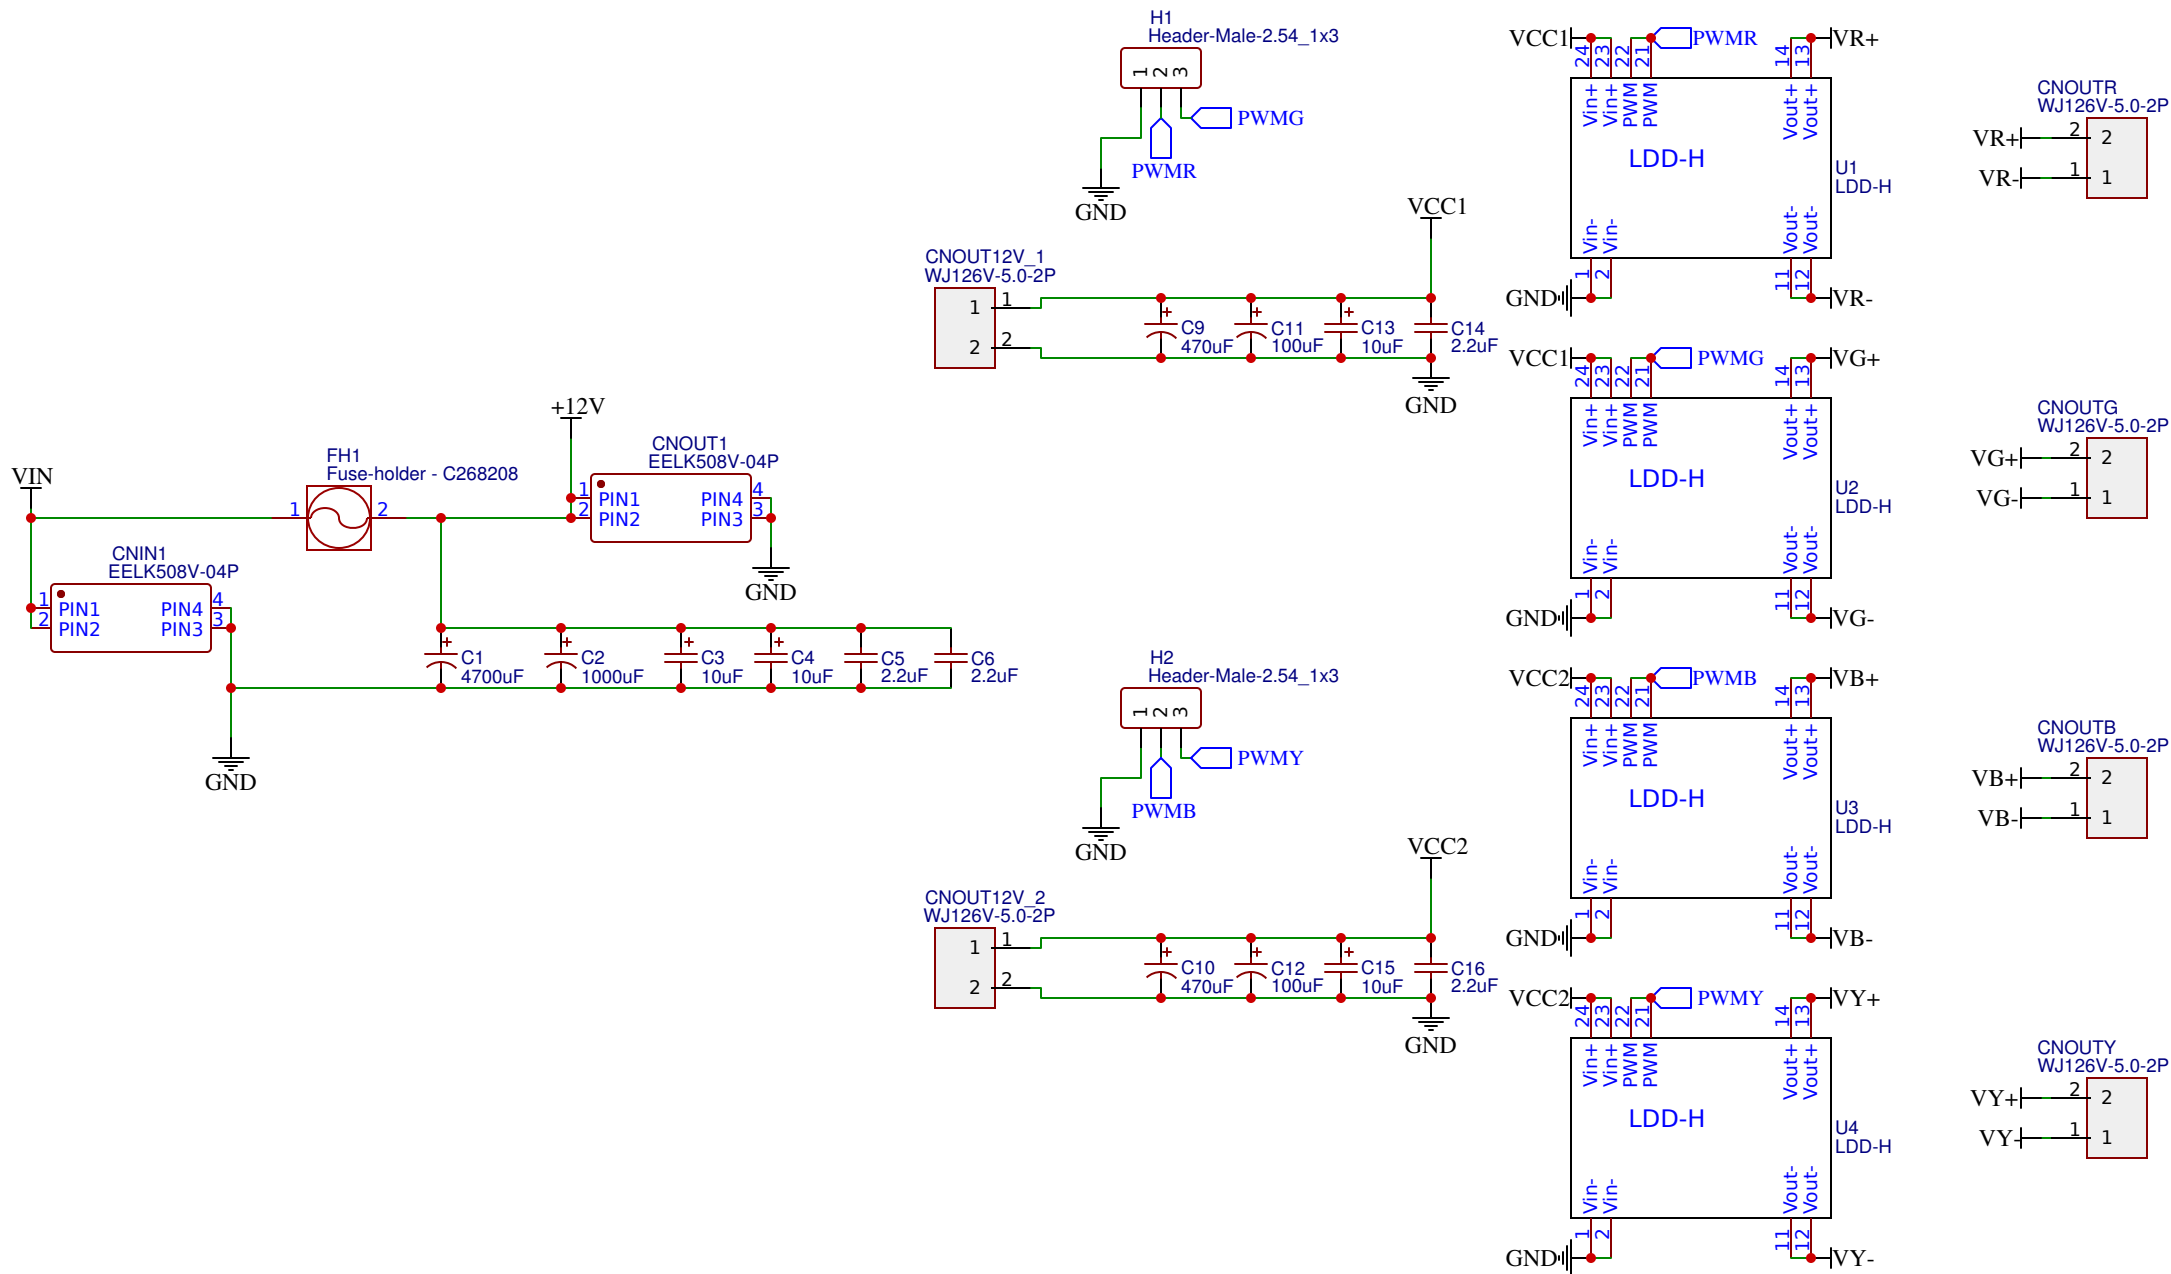 VIN
FH1
Fuse-holder - C268208
1
2
+12V
CNOUT1
EELK508V-04P
1
PIN1
PIN4
4
2
PIN2
PIN3
3
GND
CNIN1
EELK508V-04P
1
PIN1
PIN4
4
2
PIN2
PIN3
3
GND
C1
4700uF
C2
1000uF
C3
10uF
C4
10uF
C5
2.2uF
C6
2.2uF
H1
Header-Male-2.54_1x3
1
2
3
PWMG
PWMR
GND
VCC1
CNOUT12V_1
WJ126V-5.0-2P
1
1
2
2
C9
470uF
C11
100uF
C13
10uF
C14
2.2uF
GND
H2
Header-Male-2.54_1x3
1
2
3
PWMY
PWMB
GND
VCC2
CNOUT12V_2
WJ126V-5.0-2P
1
1
2
2
C10
470uF
C12
100uF
C15
10uF
C16
2.2uF
GND
VCC1
PWMR
VR+
24
23
22
21
14
13
Vin+
Vin+
PWM
PWM
Vout+
Vout+
LDD-H
U1
LDD-H
Vin-
Vin-
Vout-
Vout-
1
2
11
12
GND
VR-
VCC1
PWMG
VG+
24
23
22
21
14
13
Vin+
Vin+
PWM
PWM
Vout+
Vout+
LDD-H
U2
LDD-H
Vin-
Vin-
Vout-
Vout-
1
2
11
12
GND
VG-
VCC2
PWMB
VB+
24
23
22
21
14
13
Vin+
Vin+
PWM
PWM
Vout+
Vout+
LDD-H
U3
LDD-H
Vin-
Vin-
Vout-
Vout-
1
2
11
12
GND
VB-
VCC2
PWMY
VY+
24
23
22
21
14
13
Vin+
Vin+
PWM
PWM
Vout+
Vout+
LDD-H
U4
LDD-H
Vin-
Vin-
Vout-
Vout-
1
2
11
12
GND
VY-
CNOUTR
WJ126V-5.0-2P
VR+
2
2
VR-
1
1
CNOUTG
WJ126V-5.0-2P
VG+
2
2
VG-
1
1
CNOUTB
WJ126V-5.0-2P
VB+
2
2
VB-
1
1
CNOUTY
WJ126V-5.0-2P
VY+
2
2
VY-
1
1